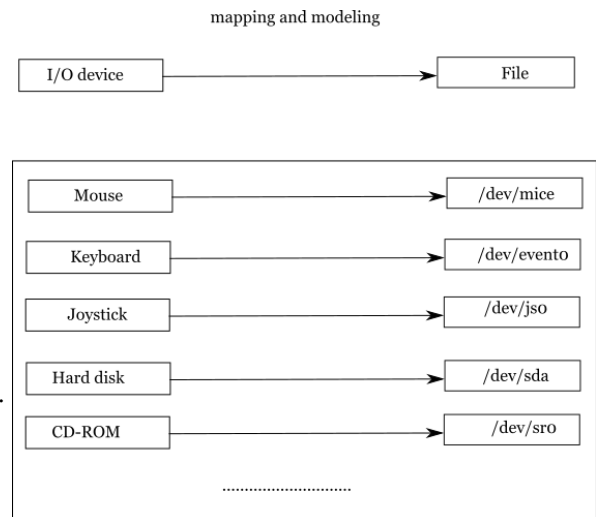 mapping and modeling
I/O device File
Mouse /dev/mice
Keyboard /dev/event0
Joystick /dev/js0
Hard disk /dev/sda
CD-ROM /dev/sr0
..............................